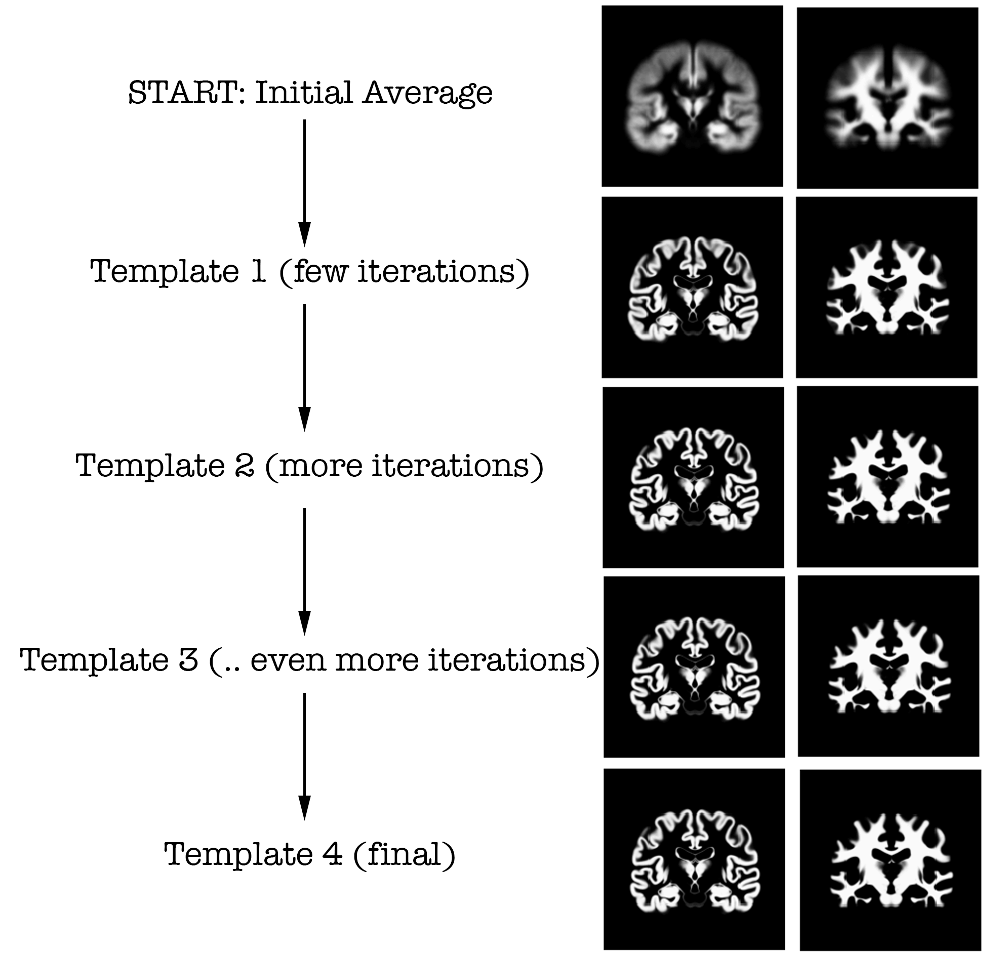 START: Initial Average
Template 1 (few iterations)
Template 2 (more iterations)
Template 3 (.. even more iterations)
Template 4 (final)